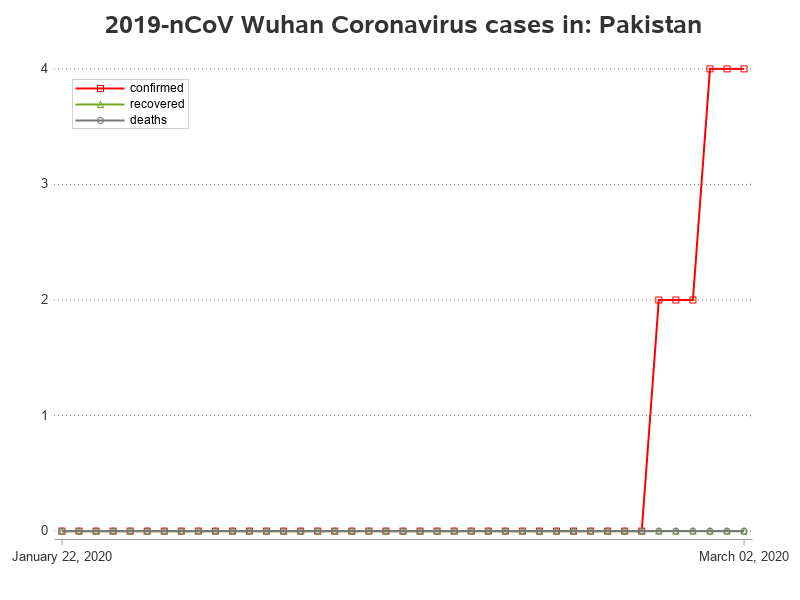 2019-nCoV Wuhan Coronavirus cases in: Pakistan
4
confirmed
recovered
deaths
3
2
1
0
January 22, 2020
March 02, 2020